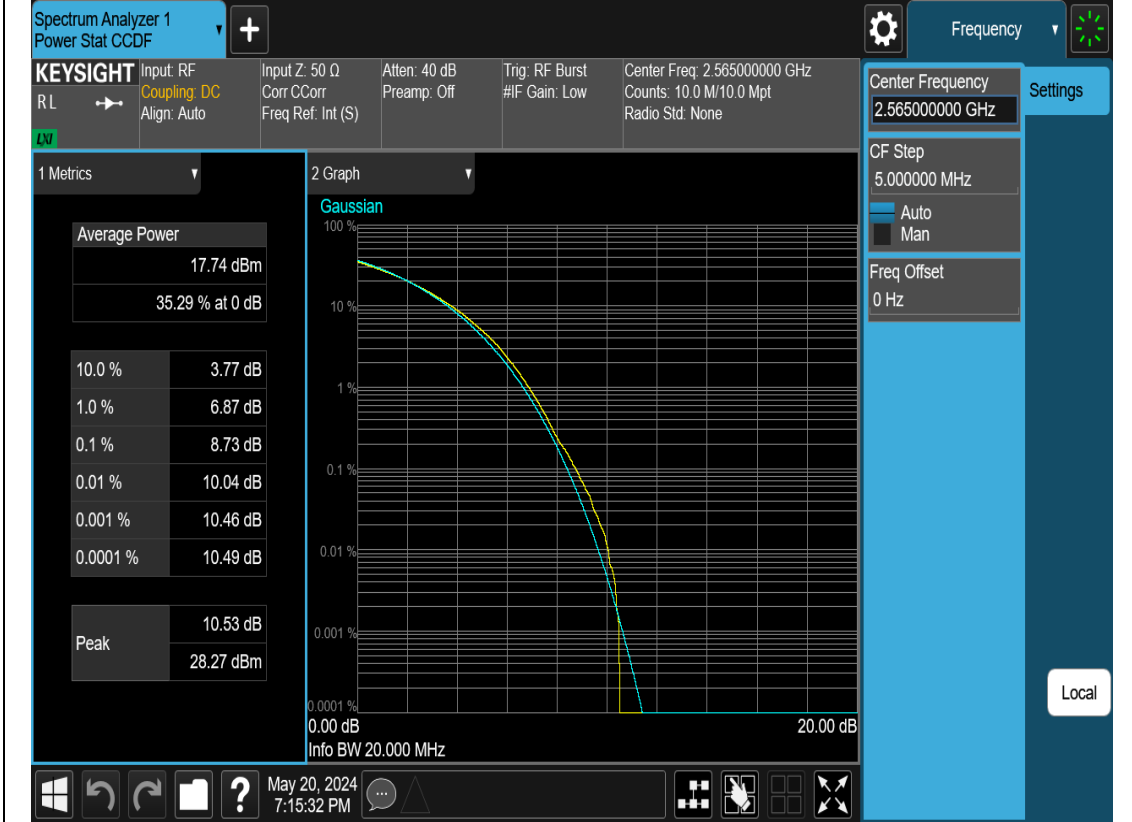 Spectrum Analyzer 1
Power Stat CCDF
+
Frequency
KEYSIGHT
RL
LXI
Input: RF
Coupling: DC
Align: Auto
Input Z: 50 Ω
Corr CCorr
Freq Ref: Int (S)
Atten: 40 dB
Preamp: Off
Trig: RF Burst
#IF Gain: Low
Center Freq: 2.565000000 GHz
Counts: 10.0 M/10.0 Mpt
Radio Std: None
Center Frequency
2.565000000 GHz
Settings
CF Step
5.000000 MHz
Auto
Man
Freq Offset
0 Hz
Local
1 Metrics
Average Power
17.74 dBm
35.29 % at 0 dB
10.0 % 3.77 dB
1.0 % 6.87 dB
0.1 % 8.73 dB
0.01 % 10.04 dB
0.001 % 10.46 dB
0.0001 % 10.49 dB
Peak
10.53 dB
28.27 dBm
2 Graph
Gaussian
100 %
10 %
1 %
0.1 %
0.01 %
0.001 %
0.0001 %
0.00 dB 20.00 dB
Info BW 20.000 MHz
?
May 20, 2024
7:15:32 PM